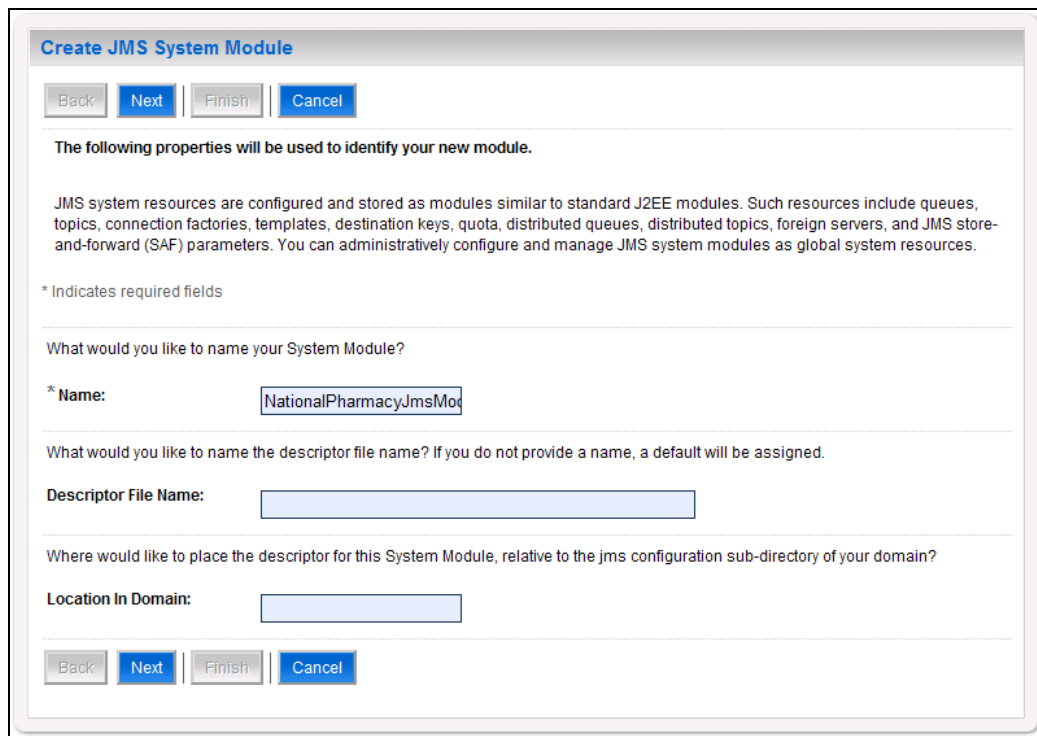 Create JMS System Module
Back Next Finish Cancel
The following properties will be used to identify your new module.
JMS system resources are configured and stored as modules similar to standard J2EE modules. Such resources include queues,
topics, connection factories, templates, destination keys, quota, distributed queues, distributed topics, foreign servers, and JMS store-
and-forward (SAF) parameters. You can administratively configure and manage JMS system modules as global system resources.
* Indicates required fields
What would you like to name your System Module?
* Name: NationalPharmacyJmsMod
What would you like to name the descriptor file name? If you do not provide a name, a default will be assigned.
Descriptor File Name:
Where would like to place the descriptor for this System Module, relative to the jms configuration sub-directory of your domain?
Location In Domain:
Back Next Finish Cancel